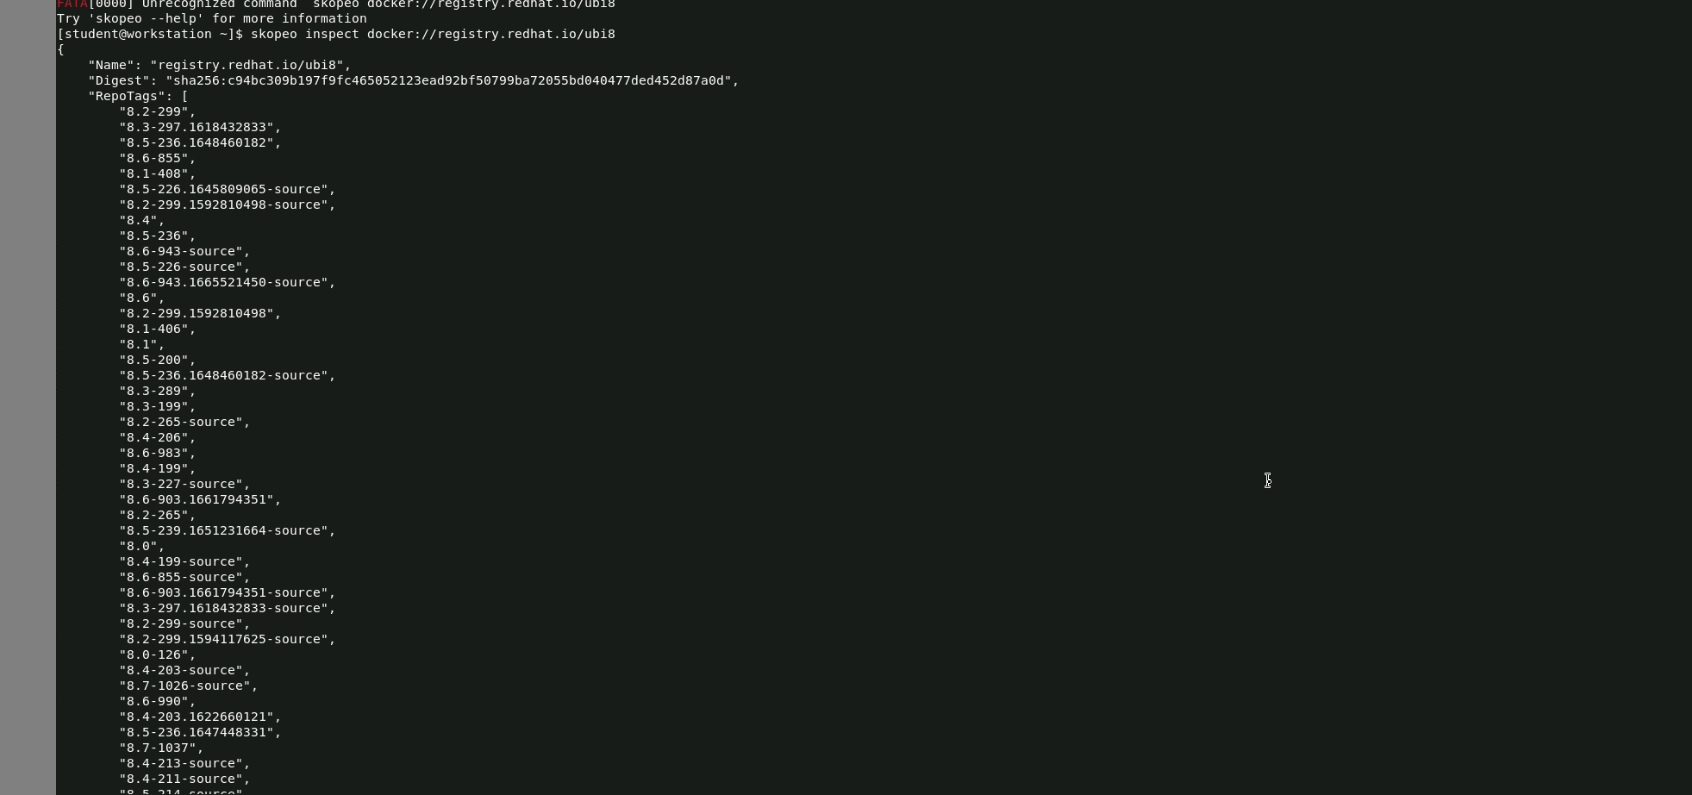 FATA[0000] Unrecognized command `skopeo docker://registry.redhat.io/ubi8`
Try 'skopeo --help' for more information
[student@workstation ~]$ skopeo inspect docker://registry.redhat.io/ubi8
{
    "Name": "registry.redhat.io/ubi8",
    "Digest": "sha256:c94bc309b197f9fc465052123ead92bf50799ba72055bd040477ded452d87a0d",
    "RepoTags": [
        "8.2-299",
        "8.3-297.1618432833",
        "8.5-236.1648460182",
        "8.6-855",
        "8.1-408",
        "8.5-226.1645809065-source",
        "8.2-299.1592810498-source",
        "8.4",
        "8.5-236",
        "8.6-943-source",
        "8.5-226-source",
        "8.6-943.1665521450-source",
        "8.6",
        "8.2-299.1592810498",
        "8.1-406",
        "8.1",
        "8.5-200",
        "8.5-236.1648460182-source",
        "8.3-289",
        "8.3-199",
        "8.2-265-source",
        "8.4-206",
        "8.6-983",
        "8.4-199",
        "8.3-227-source",
        "8.6-903.1661794351",
        "8.2-265",
        "8.5-239.1651231664-source",
        "8.0",
        "8.4-199-source",
        "8.6-855-source",
        "8.6-903.1661794351-source",
        "8.3-297.1618432833-source",
        "8.2-299-source",
        "8.2-299.1594117625-source",
        "8.0-126",
        "8.4-203-source",
        "8.7-1026-source",
        "8.6-990",
        "8.4-203.1622660121",
        "8.5-236.1647448331",
        "8.7-1037",
        "8.4-213-source",
        "8.4-211-source",
        "8.5-214-source",